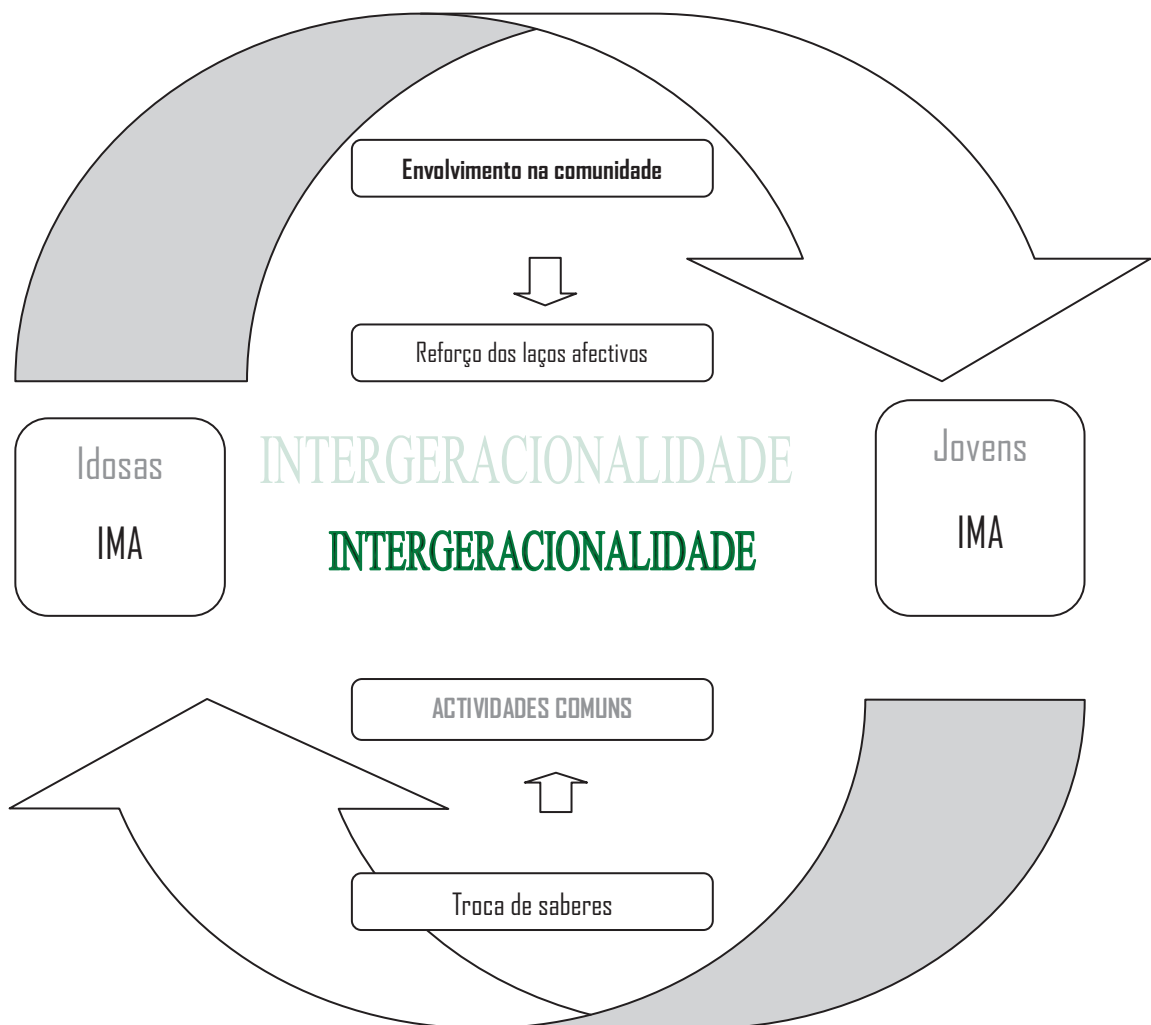 Envolvimento na comunidade
Reforço dos laços afectivos
Idosas
IMA
INTERGERACIONALIDADE
INTERGERACIONALIDADE
Jovens
IMA
ACTIVIDADES COMUNS
Troca de saberes